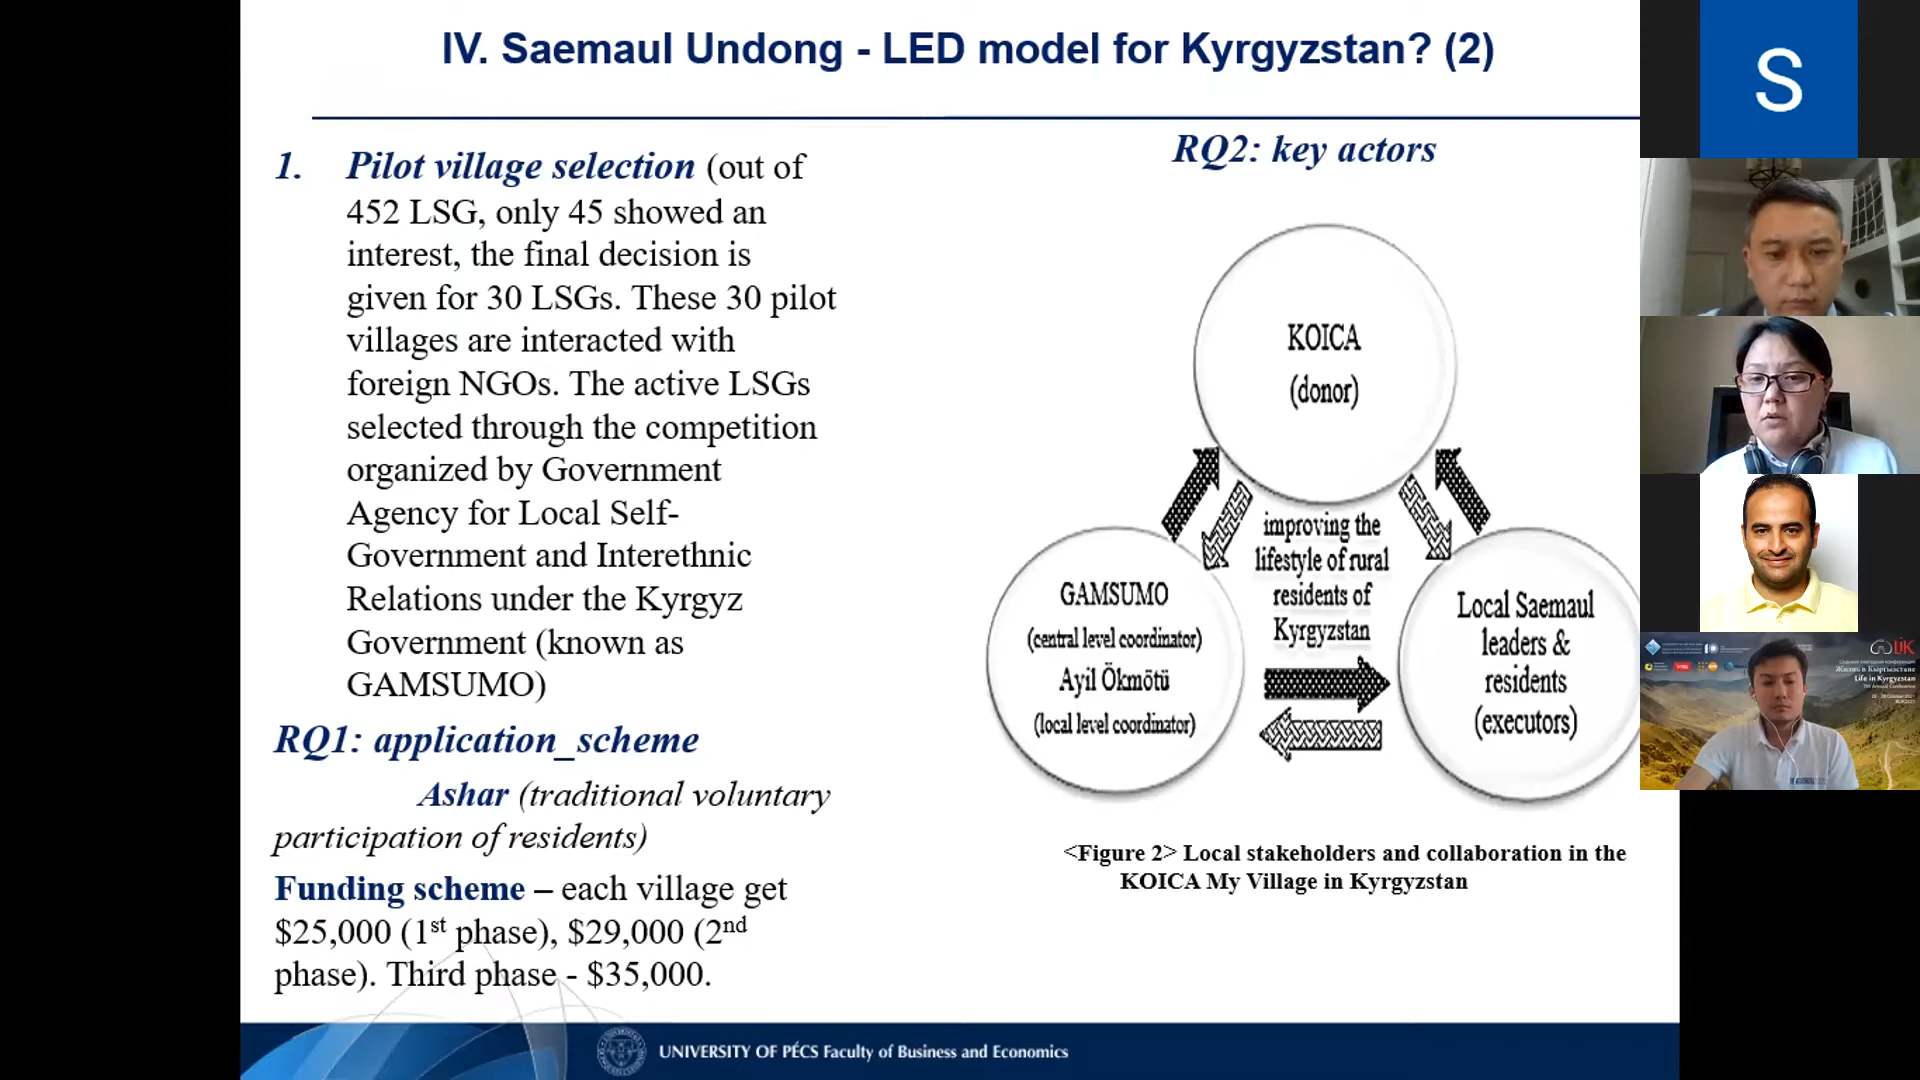 IV. Saemaul Undong - LED model for Kyrgyzstan? (2)
1. Pilot village selection (out of
452 LSG, only 45 showed an
interest, the final decision is
given for 30 LSGs. These 30 pilot
villages are interacted with
foreign NGOs. The active LSGs
selected through the competition
organized by Government
Agency for Local Self-
Government and Interethnic
Relations under the Kyrgyz
Government (known as
GAMSUMO)
RQ1: application_scheme
Ashar (traditional voluntary
participation of residents)
Funding scheme – each village get
$25,000 (1st phase), $29,000 (2nd
phase). Third phase - $35,000.
RQ2: key actors
KOICA
(donor)
improving the
lifestyle of rural
residents of
Kyrgyzstan
GAMSUMO
(central level coordinator)
Ayil Ökmötü
(local level coordinator)
Local Saemaul
leaders &
residents
(executors)
<Figure 2> Local stakeholders and collaboration in the
KOICA My Village in Kyrgyzstan
UNIVERSITY OF PÉCS Faculty of Business and Economics
S
LIK
Жизнь в Кыргызстане
Life in Kyrgyzstan